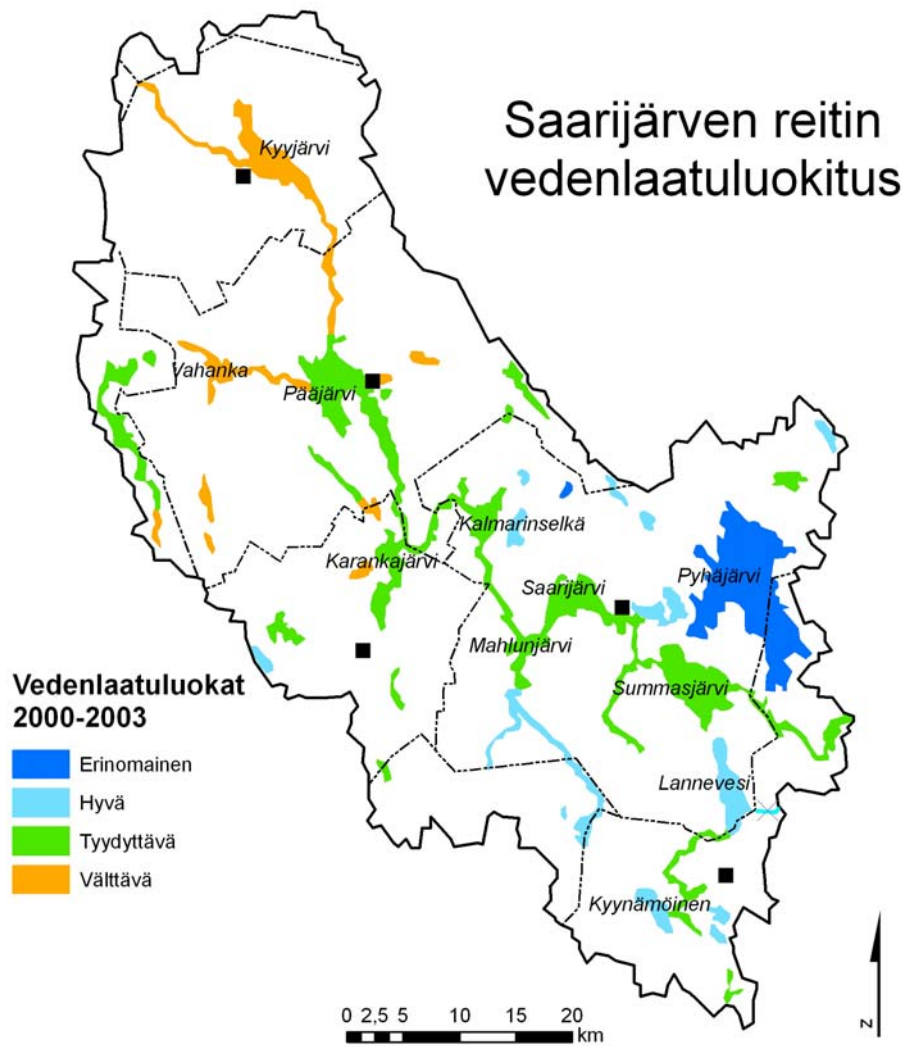 Saarijärven reitin
vedenlaatuluokitus
Kyyjärvi
Vahanka
Pääjärvi
Kalmarinselkä
Karankajärvi
Saarijärvi
Pyhäjärvi
Mahlunjärvi
Summasjärvi
Lannevesi
Kyynämöinen
Vedenlaatuluokat
2000-2003
Erinomainen
Hyvä
Tyydyttävä
Välttävä
0 2,5 5 10 15 20
km
N